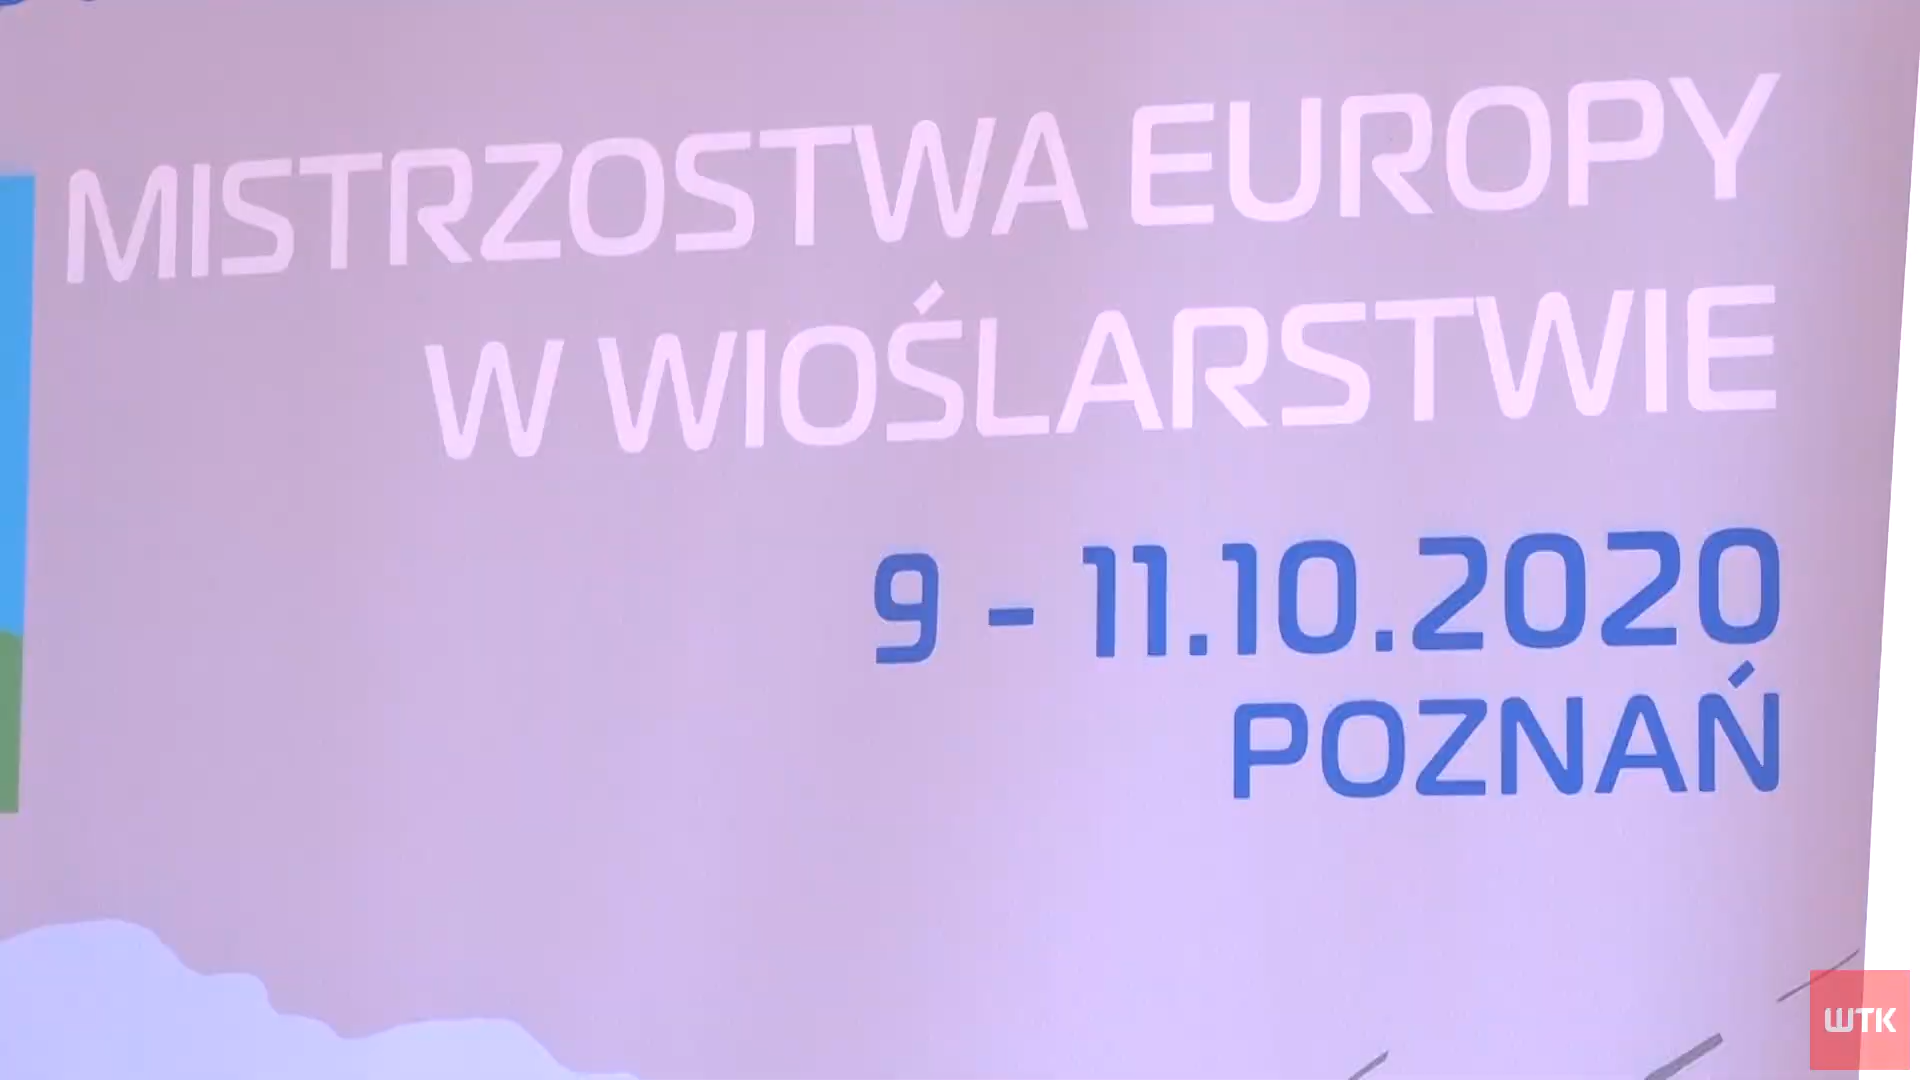 MISTRZOSTWA EUROPY
W WIOŚLARSTWIE
9 - 11.10.2020
POZNAŃ
WTK